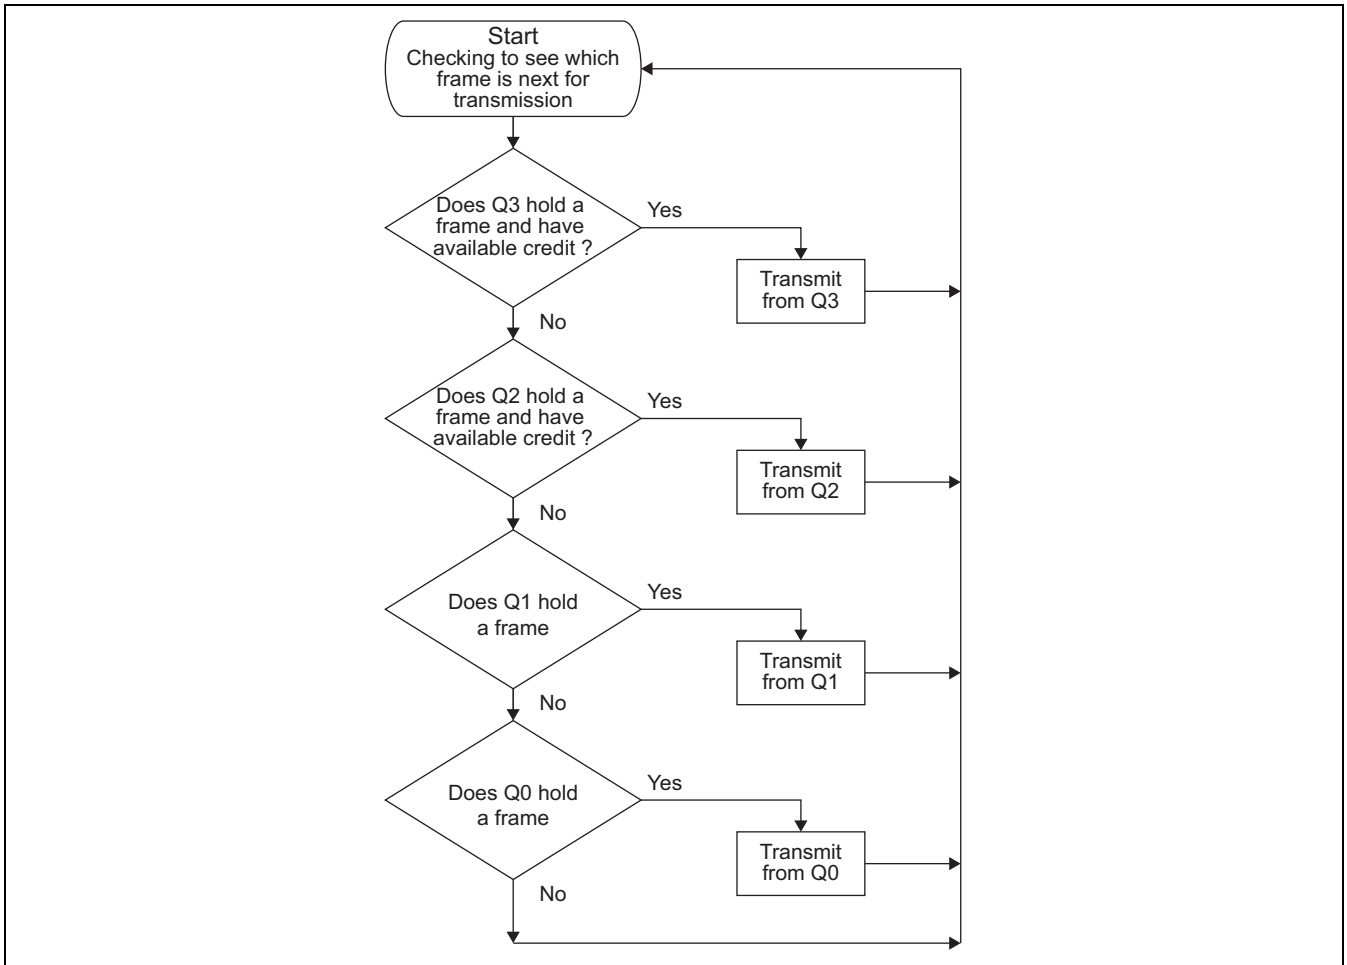 Start
Checking to see which
frame is next for
transmission
Does Q3 hold a
frame and have
available credit ?
Yes
Transmit
from Q3
No
Does Q2 hold a
frame and have
available credit ?
Yes
Transmit
from Q2
No
Does Q1 hold
a frame
Yes
Transmit
from Q1
No
Does Q0 hold
a frame
Yes
Transmit
from Q0
No